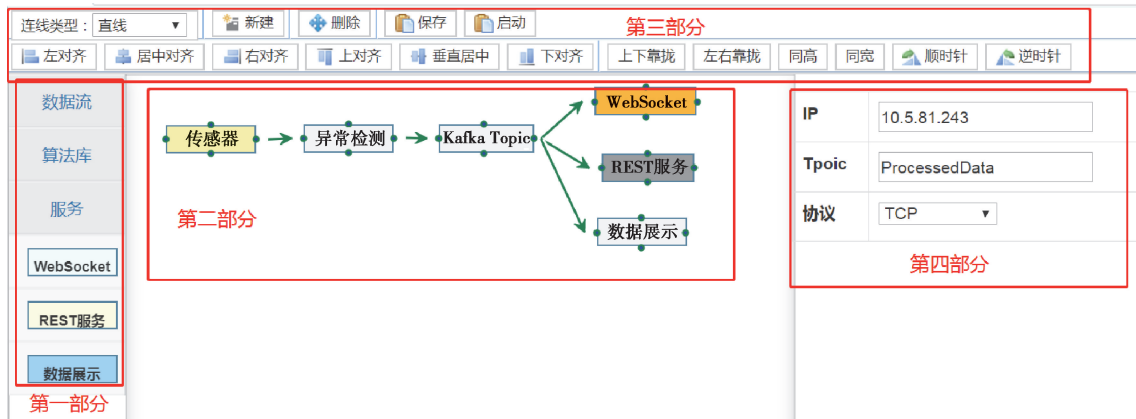 连线类型：直线 新建 删除 保存 启动 第三部分
左对齐 居中对齐 右对齐 上对齐 垂直居中 下对齐 上下靠拢 左右靠拢 同高 同宽 顺时针 逆时针
数据流
算法库
服务
WebSocket
REST服务
数据展示
第一部分
传感器 异常检测 Kafka Topic
WebSocket
REST服务
数据展示
第二部分
IP 10.5.81.243
Tpoic ProcessedData
协议 TCP
第四部分